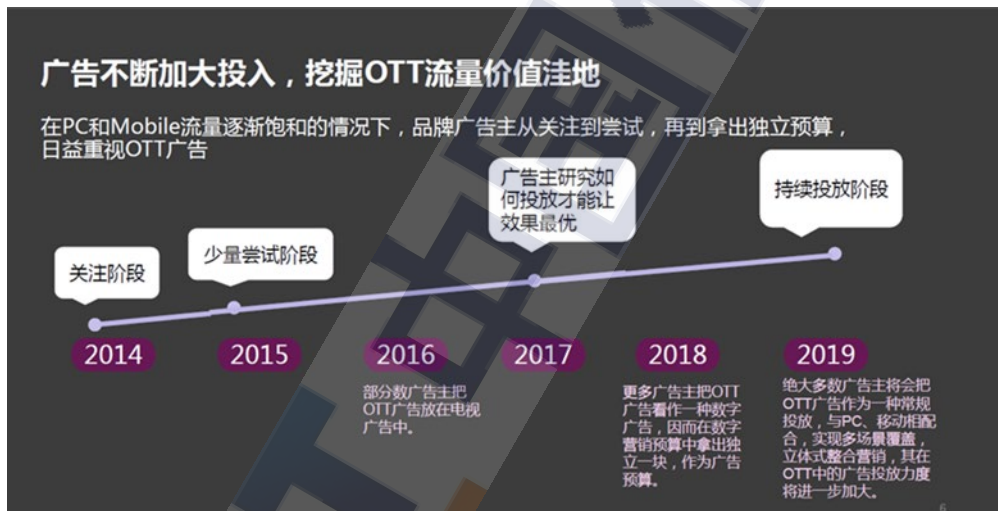 广告不断加大投入，挖掘OTT流量价值洼地
在PC和Mobile流量逐渐饱和的情况下，品牌广告主从关注到尝试，再到拿出独立预算，
日益重视OTT广告
关注阶段
少量尝试阶段
广告主研究如
何投放才能让
效果最优
持续投放阶段
2014
2015
2016
2017
2018
2019
部分数广告主把
OTT广告放在电视
广告中。
更多广告主把OTT
广告看作一种数字
广告，因而在数字
营销预算中拿出独
立一块，作为广告
预算。
绝大多数广告主将会把
OTT广告作为一种常规
投放，与PC、移动相配
合，实现多场景覆盖，
立体式整合营销，其在
OTT中的广告投放力度
将进一步加大。
6